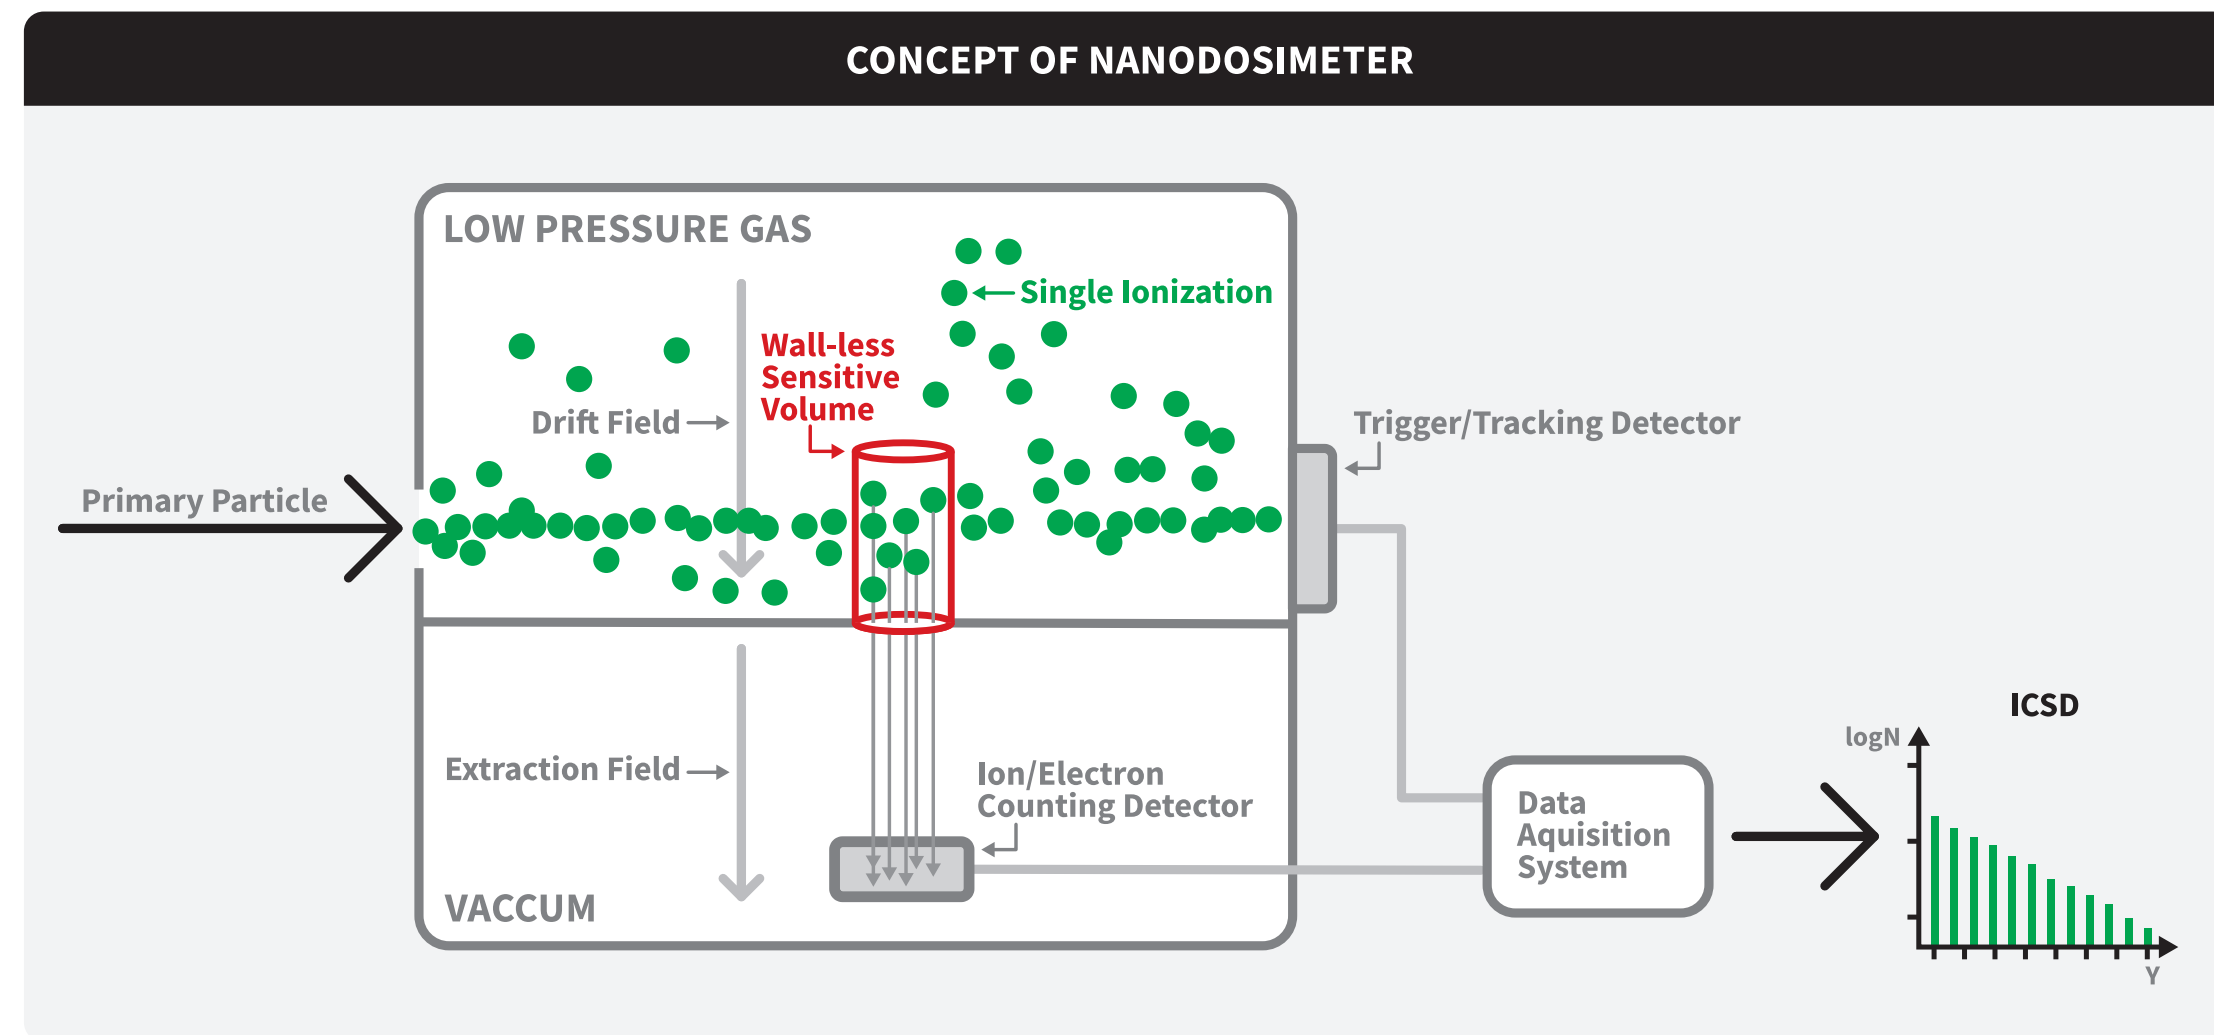 CONCEPT OF NANODOSIMETER
LOW PRESSURE GAS
Single Ionization
Wall-less
Sensitive
Volume
Drift Field
Trigger/Tracking Detector
Primary Particle
Extraction Field
Ion/Electron
Counting Detector
VACCUM
Data
Aquisition
System
ICSD
logN
Y